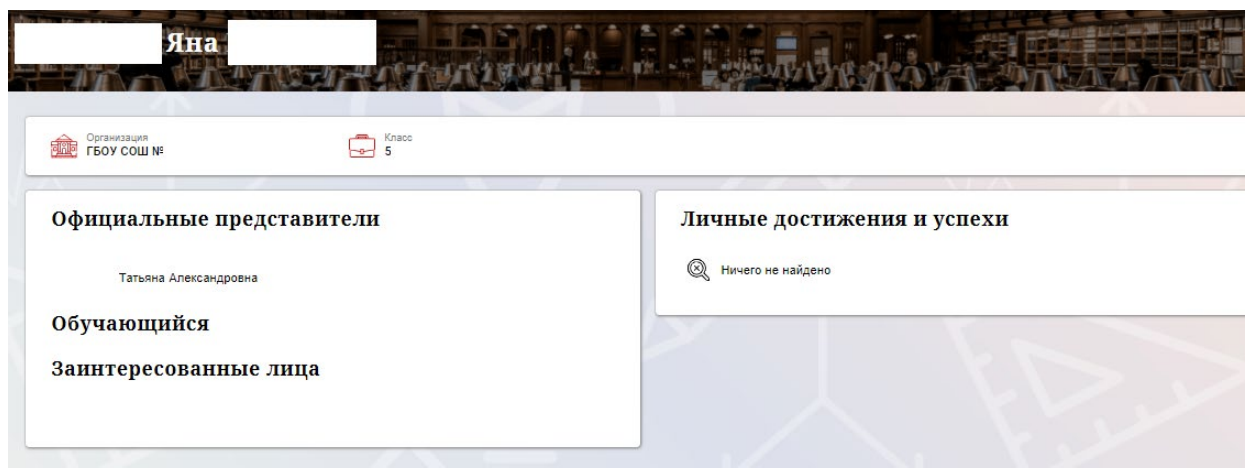 Яна
Организация
ГБОУ СОШ №
Класс
5
Официальные представители
Татьяна Александровна
Обучающийся
Заинтересованные лица
Личные достижения и успехи
Ничего не найдено